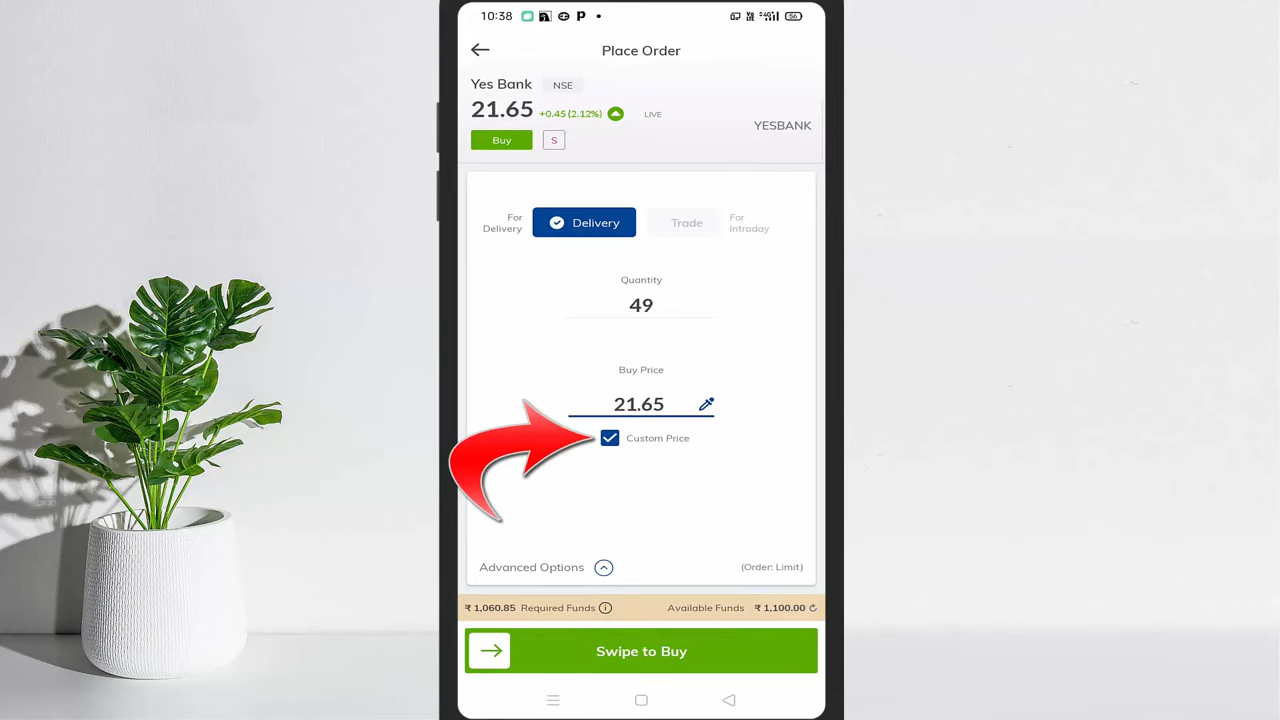 10:38
56
Place Order
Yes Bank NSE
21.65 +0.45 (2.12%) LIVE
YESBANK
Buy S
For Delivery
Delivery
Trade
For Intraday
Quantity
49
Buy Price
21.65
Custom Price
Advanced Options (Order: Limit)
₹ 1,060.85 Required Funds Available Funds ₹ 1,100.00
Swipe to Buy